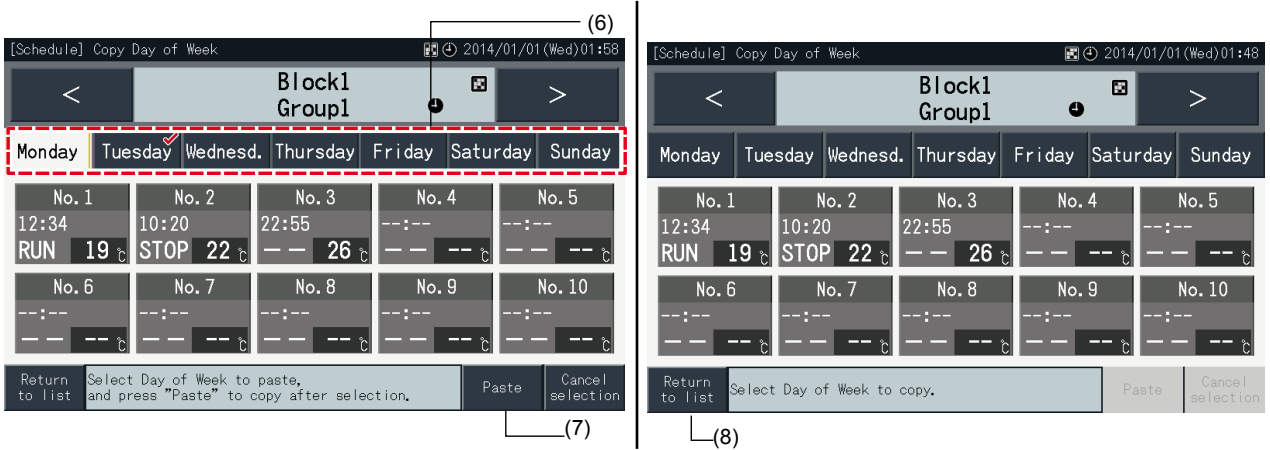 (6)
[Schedule] Copy Day of Week 2014/01/01(Wed)01:58
< Block1 >
Group1
Monday Tuesday Wednesd. Thursday Friday Saturday Sunday
No.1 No.2 No.3 No.4 No.5
12:34 10:20 22:55 --:-- --:--
RUN 19 ℃ STOP 22 ℃ -- 26 ℃ -- -- ℃ -- -- ℃
No.6 No.7 No.8 No.9 No.10
--:-- --:-- --:-- --:-- --:--
-- -- ℃ -- -- ℃ -- -- ℃ -- -- ℃ -- -- ℃
Return Select Day of Week to paste, Paste Cancel
to list and press "Paste" to copy after selection. selection
(7)
[Schedule] Copy Day of Week 2014/01/01(Wed)01:48
< Block1 >
Group1
Monday Tuesday Wednesd. Thursday Friday Saturday Sunday
No.1 No.2 No.3 No.4 No.5
12:34 10:20 22:55 --:-- --:--
RUN 19 ℃ STOP 22 ℃ -- 26 ℃ -- -- ℃ -- -- ℃
No.6 No.7 No.8 No.9 No.10
--:-- --:-- --:-- --:-- --:--
-- -- ℃ -- -- ℃ -- -- ℃ -- -- ℃ -- -- ℃
Return Select Day of Week to copy. Paste Cancel
to list selection
(8)